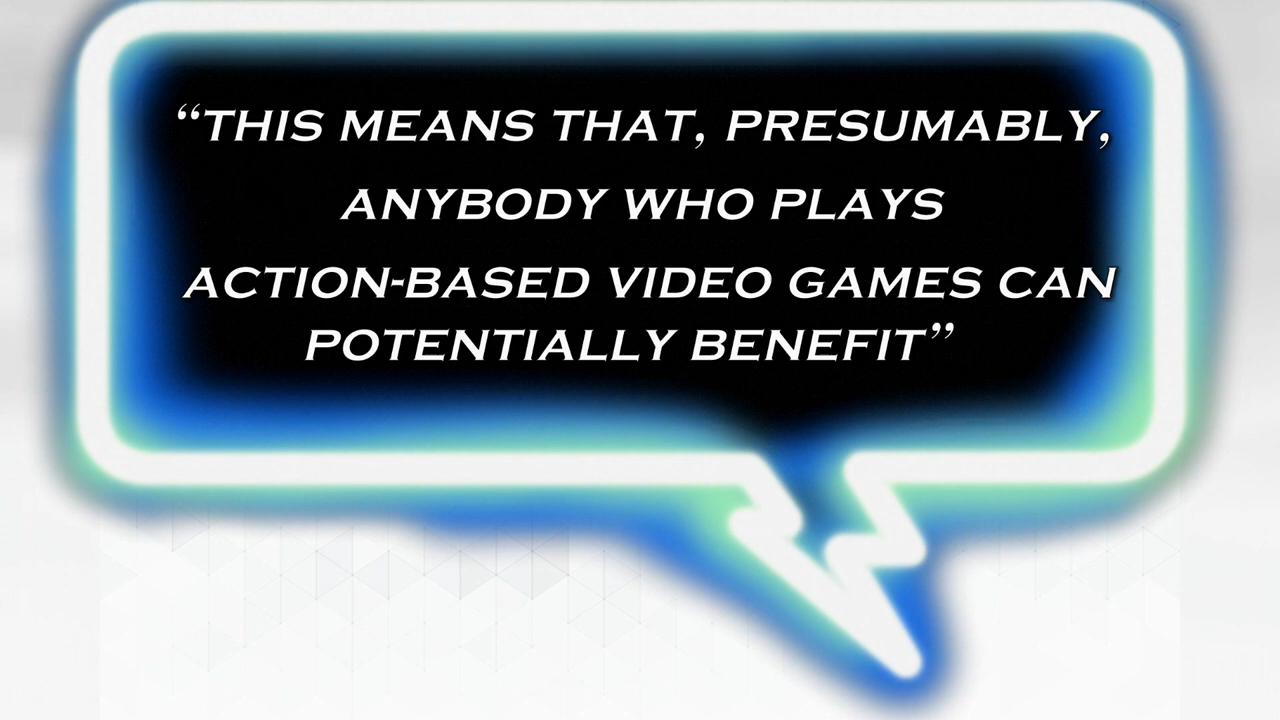 “THIS MEANS THAT, PRESUMABLY,
ANYBODY WHO PLAYS
ACTION-BASED VIDEO GAMES CAN
POTENTIALLY BENEFIT”